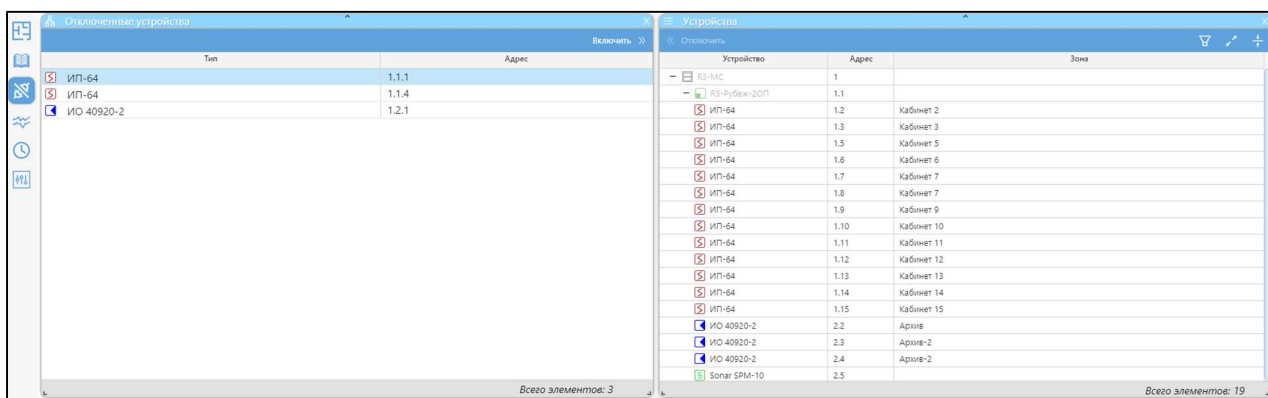 Отключенные устройства
Включить »
Тип Адрес
ИП-64 1.1.1
ИП-64 1.1.4
ИО 40920-2 1.2.1
Всего элементов: 3
Устройства
« Отключить
Устройство Адрес Зона
R3-МС 1
R3-Рубеж-2ОП 1.1
ИП-64 1.2 Кабинет 2
ИП-64 1.3 Кабинет 3
ИП-64 1.5 Кабинет 5
ИП-64 1.6 Кабинет 6
ИП-64 1.7 Кабинет 7
ИП-64 1.8 Кабинет 7
ИП-64 1.9 Кабинет 9
ИП-64 1.10 Кабинет 10
ИП-64 1.11 Кабинет 11
ИП-64 1.12 Кабинет 12
ИП-64 1.13 Кабинет 13
ИП-64 1.14 Кабинет 14
ИП-64 1.15 Кабинет 15
ИО 40920-2 2.2 Архив
ИО 40920-2 2.3 Архив-2
ИО 40920-2 2.4 Архив-2
S Sonar SPM-10 2.5
Всего элементов: 19